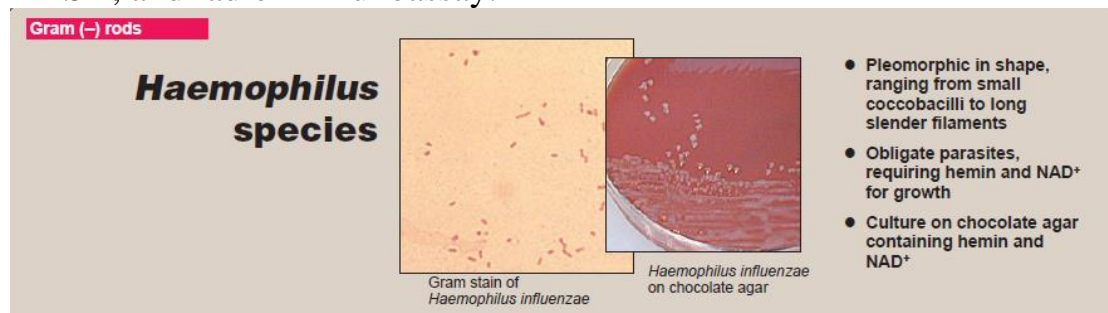 Gram (–) rods
Haemophilus
species
Gram stain of
Haemophilus influenzae
Haemophilus influenzae
on chocolate agar
● Pleomorphic in shape,
ranging from small
coccobacilli to long
slender filaments
● Obligate parasites,
requiring hemin and NAD⁺
for growth
● Culture on chocolate agar
containing hemin and
NAD⁺